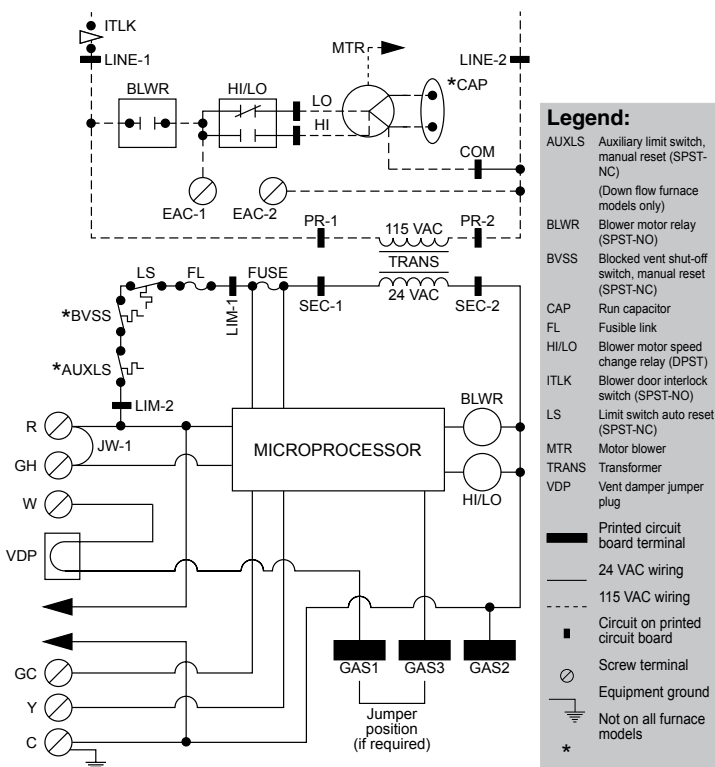 ITLK
LINE-1
MTR
LINE-2
BLWR
HI/LO
*CAP
LO
HI
COM
EAC-1
EAC-2
PR-1
115 VAC
PR-2
TRANS
LS
FL
LIM-1
FUSE
SEC-1
24 VAC
SEC-2
*BVSS
*AUXLS
LIM-2
BLWR
R
JW-1
MICROPROCESSOR
GH
HI/LO
W
VDP
GAS1
GAS3
GAS2
GC
Y
Jumper
position
(if required)
C
Legend:
AUXLS Auxiliary limit switch,
manual reset (SPST-
NC)
(Down flow furnace
models only)
BLWR Blower motor relay
(SPST-NO)
BVSS Blocked vent shut-off
switch, manual reset
(SPST-NC)
CAP Run capacitor
FL Fusible link
HI/LO Blower motor speed
change relay (DPST)
ITLK Blower door interlock
switch (SPST-NO)
LS Limit switch auto reset
(SPST-NC)
MTR Motor blower
TRANS Transformer
VDP Vent damper jumper
plug
Printed circuit
board terminal
24 VAC wiring
115 VAC wiring
Circuit on printed
circuit board
Screw terminal
Equipment ground
Not on all furnace
models
*